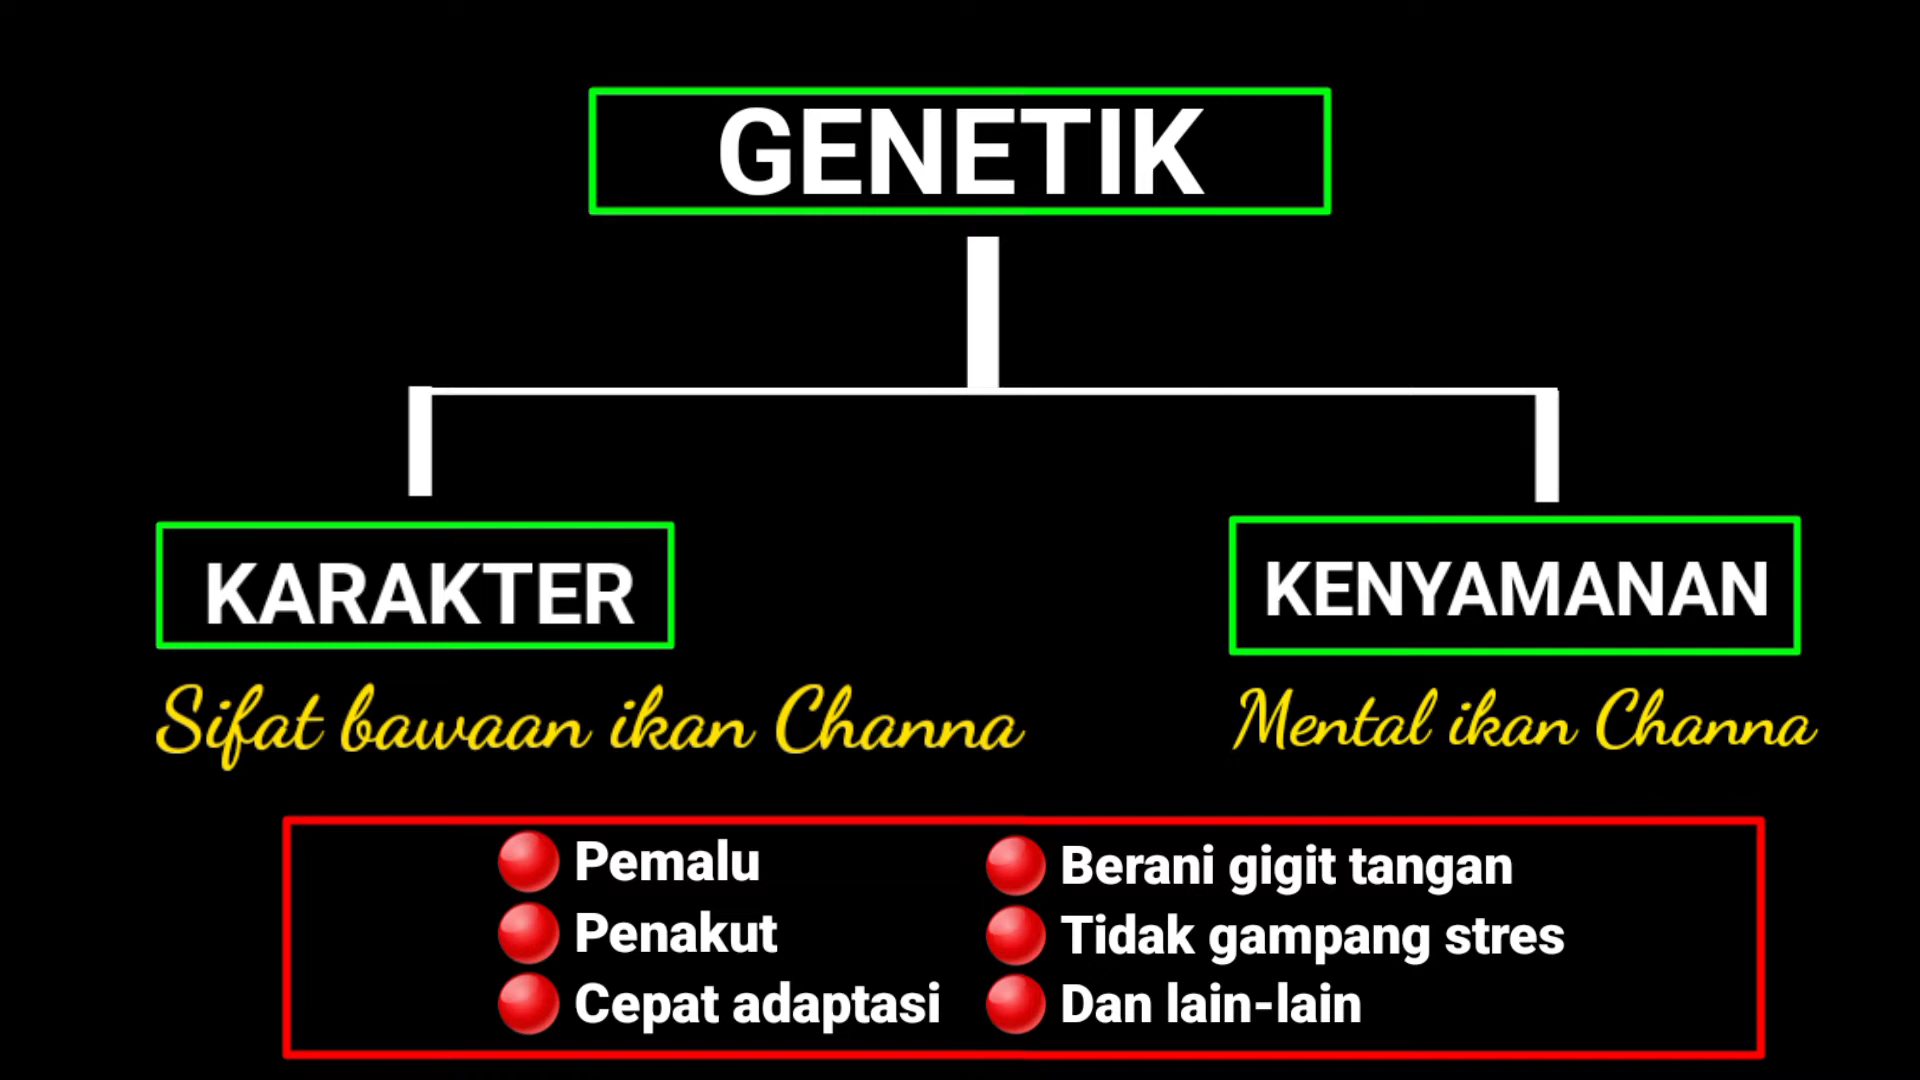 GENETIK
KARAKTER
KENYAMANAN
Sifat bawaan ikan Channa
Mental ikan Channa
Pemalu
Penakut
Cepat adaptasi
Berani gigit tangan
Tidak gampang stres
Dan lain-lain